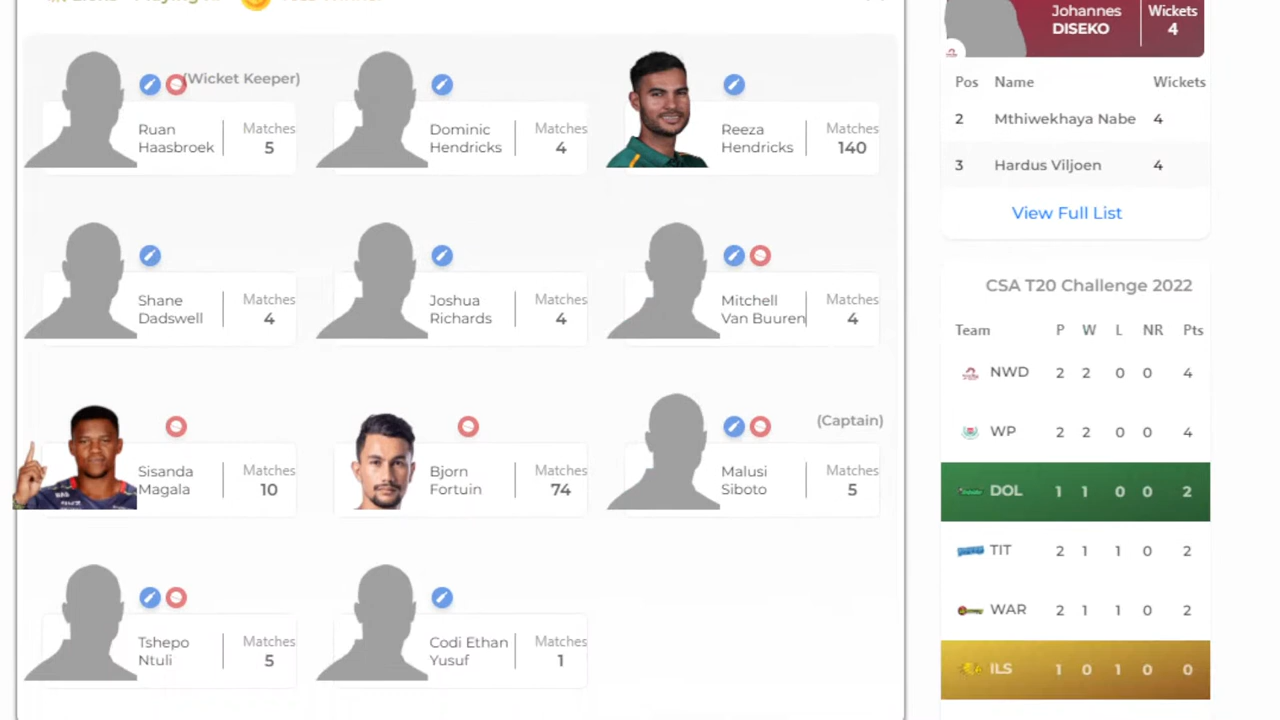 (Wicket Keeper)
Ruan
Haasbroek
Matches
5
Dominic
Hendricks
Matches
4
Reeza
Hendricks
Matches
140
Shane
Dadswell
Matches
4
Joshua
Richards
Matches
4
Mitchell
Van Buuren
Matches
4
Sisanda
Magala
Matches
10
Bjorn
Fortuin
Matches
74
(Captain)
Malusi
Siboto
Matches
5
Tshepo
Ntuli
Matches
5
Codi Ethan
Yusuf
Matches
1
Johannes
DISEKO
Wickets
4
Pos Name Wickets
2 Mthiwekhaya Nabe 4
3 Hardus Viljoen 4
View Full List
CSA T20 Challenge 2022
Team P W L NR Pts
NWD 2 2 0 0 4
WP 2 2 0 0 4
DOL 1 1 0 0 2
TIT 2 1 1 0 2
WAR 2 1 1 0 2
ILS 1 0 1 0 0